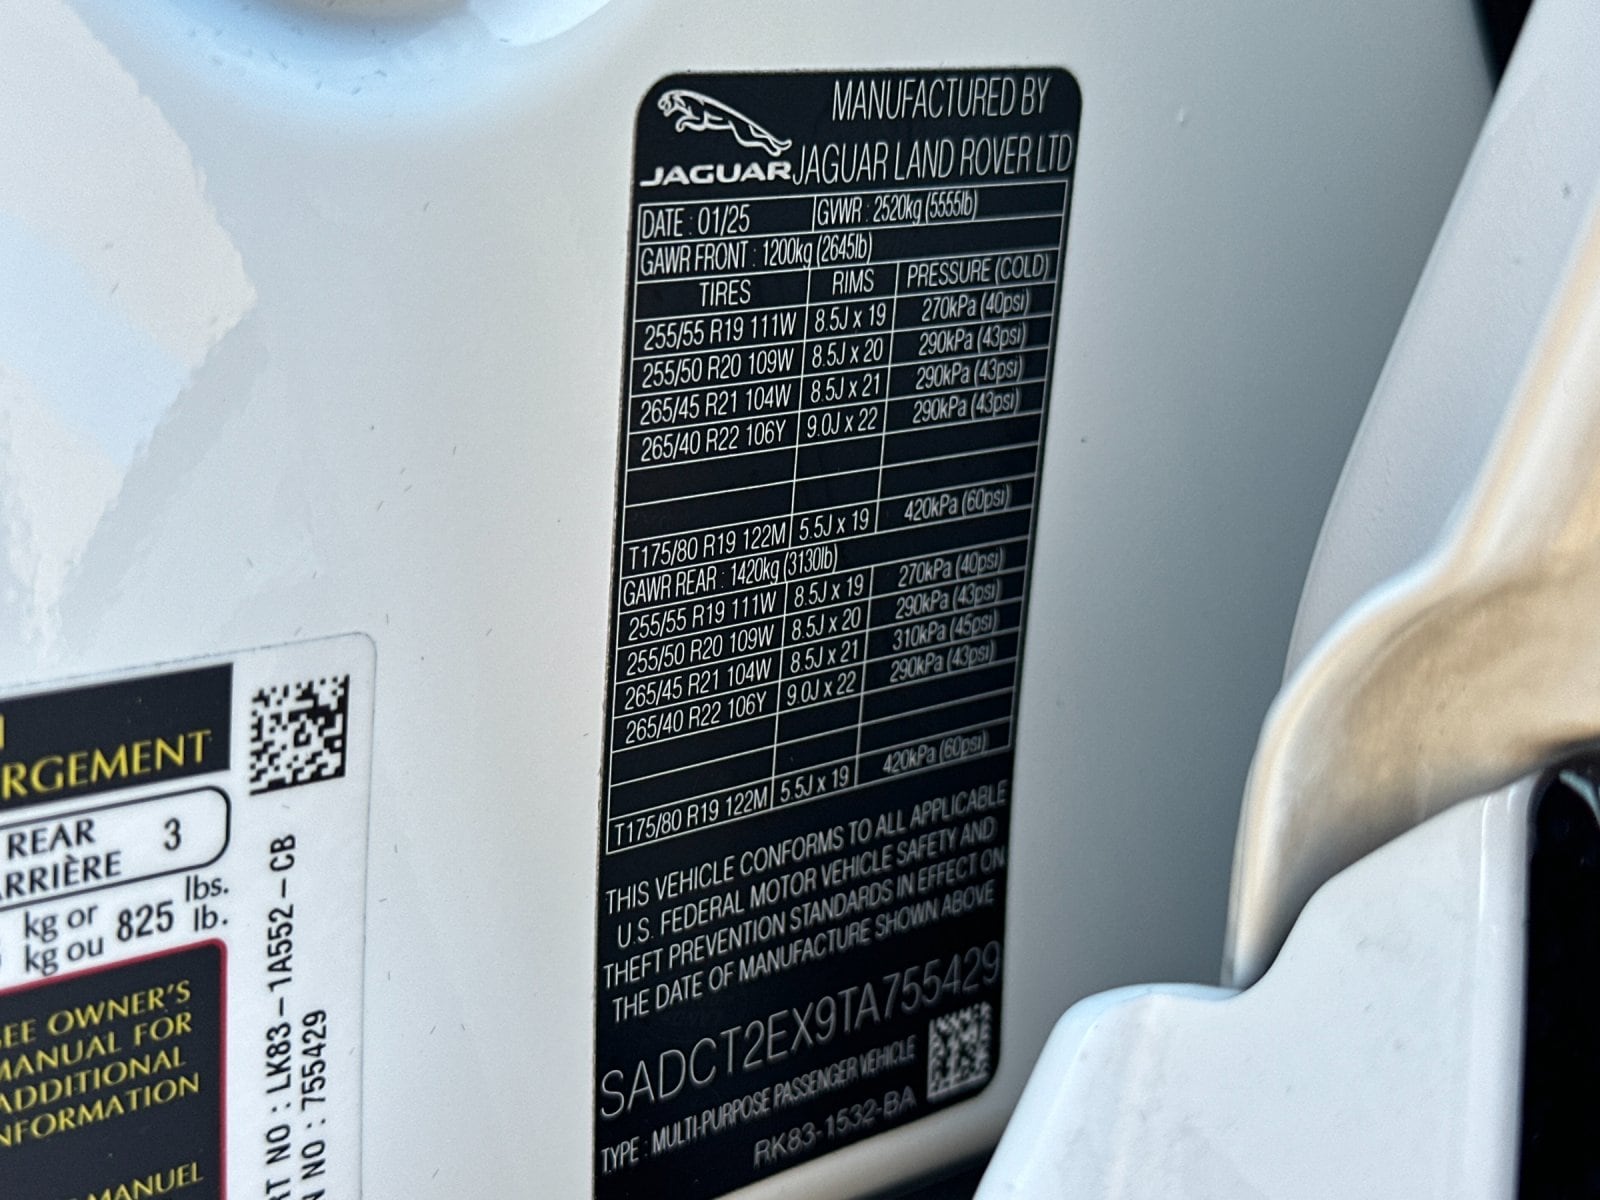 JAGUAR
MANUFACTURED BY
JAGUAR LAND ROVER LTD
DATE : 01/25 GVWR : 2520kg (5555lb)
GAWR FRONT : 1200kg (2645lb)
TIRES RIMS PRESSURE (COLD)
255/55 R19 111W 8.5J x 19 270kPa (40psi)
255/50 R20 109W 8.5J x 20 290kPa (43psi)
265/45 R21 104W 8.5J x 21 290kPa (43psi)
265/40 R22 106Y 9.0J x 22 290kPa (43psi)
T175/80 R19 122M 5.5J x 19 420kPa (60psi)
GAWR REAR : 1420kg (3130lb)
255/55 R19 111W 8.5J x 19 270kPa (40psi)
255/50 R20 109W 8.5J x 20 290kPa (43psi)
265/45 R21 104W 8.5J x 21 310kPa (45psi)
265/40 R22 106Y 9.0J x 22 290kPa (43psi)
T175/80 R19 122M 5.5J x 19 420kPa (60psi)
THIS VEHICLE CONFORMS TO ALL APPLICABLE
U.S. FEDERAL MOTOR VEHICLE SAFETY AND
THEFT PREVENTION STANDARDS IN EFFECT ON
THE DATE OF MANUFACTURE SHOWN ABOVE
SADCT2EX9TA755429
TYPE : MULTI-PURPOSE PASSENGER VEHICLE
RK83-1532-BA
RGEMENT
REAR 3
RRIÈRE
kg or 825 lbs.
kg ou lb.
SEE OWNER'S
MANUAL FOR
ADDITIONAL
NFORMATION
MANUEL
RT NO : LK83-1A552-CB
N NO : 755429